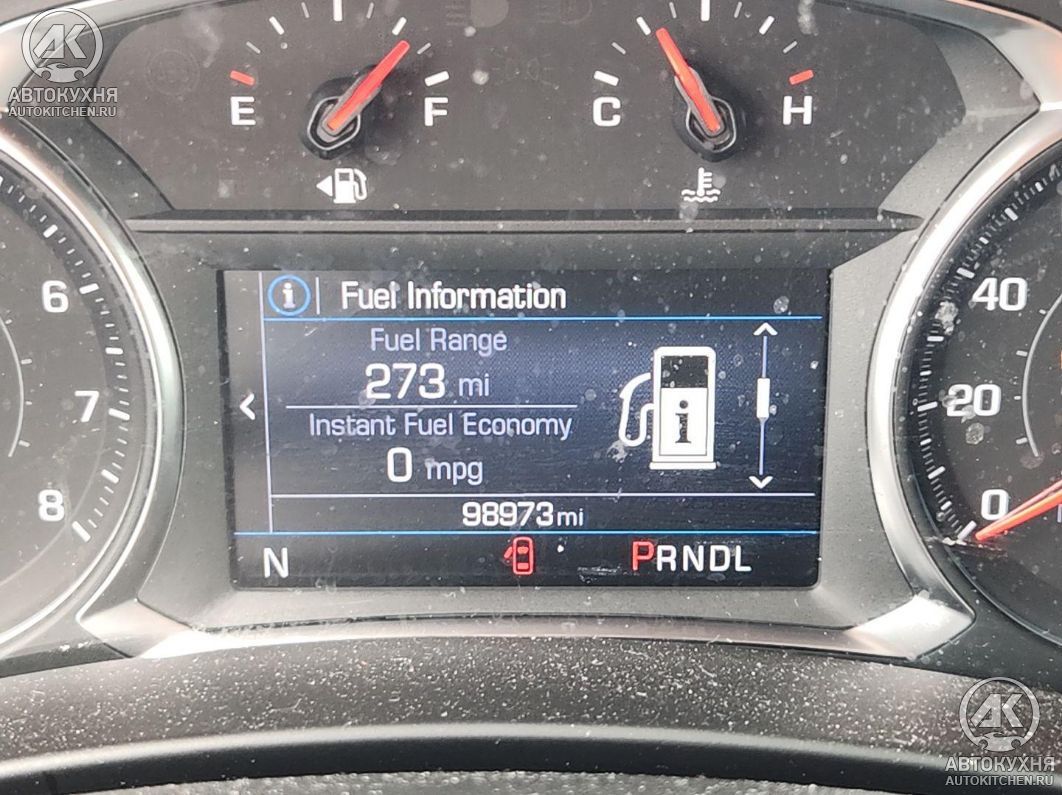 АК
АВТОКУХНЯ
AUTOKITCHEN.RU
E F
C H
6
7
8
i Fuel Information
Fuel Range
273 mi
Instant Fuel Economy
0 mpg
i
98973 mi
N PRNDL
40
20
0
АК
АВТОКУХНЯ
AUTOKITCHEN.RU